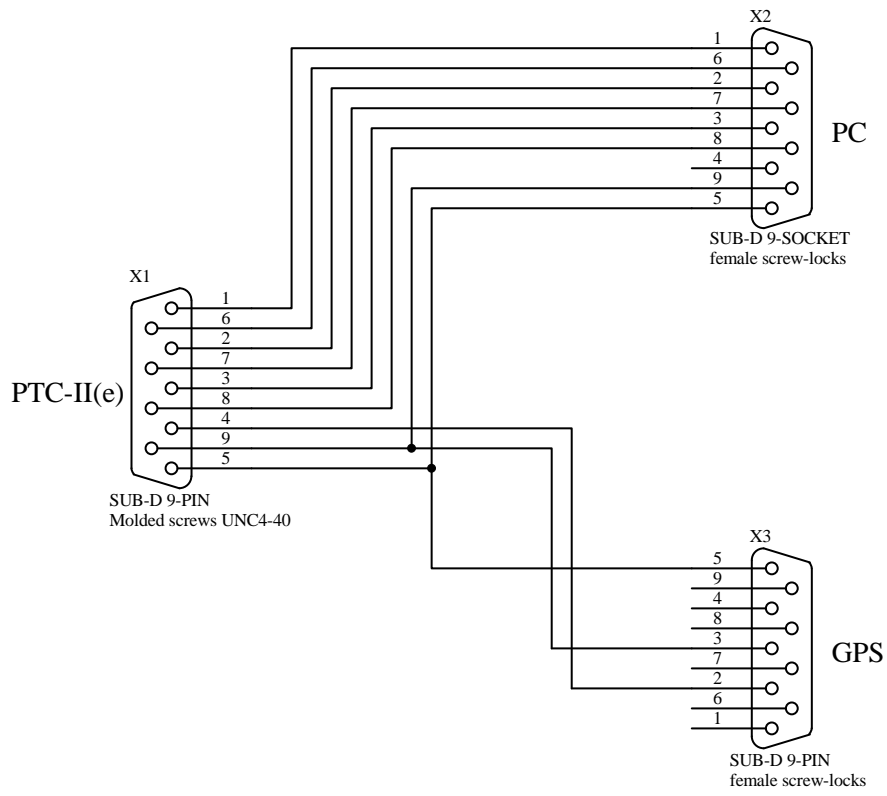 X2
1
6
2
7
3
8
4
9
5
PC
SUB-D 9-SOCKET
female screw-locks
X1
1
6
2
7
3
8
4
9
5
PTC-II(e)
SUB-D 9-PIN
Molded screws UNC4-40
X3
5
9
4
8
3
7
2
6
1
GPS
SUB-D 9-PIN
female screw-locks